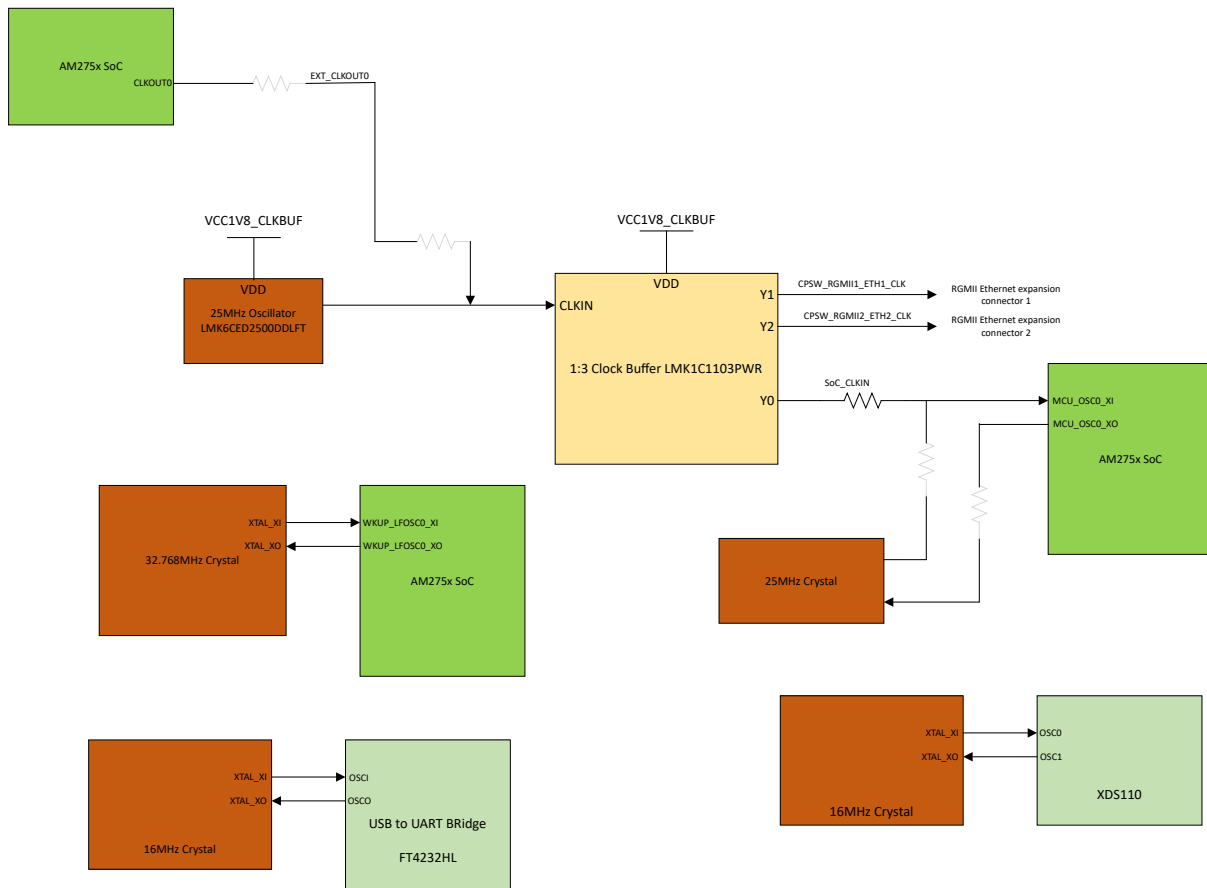 AM275x SoC
CLKOUT0
EXT_CLKOUT0
VCC1V8_CLKBUF
VDD
25MHz Oscillator
LMK6CED2500DDLFT
VCC1V8_CLKBUF
VDD
CLKIN
Y1
Y2
1:3 Clock Buffer LMK1C1103PWR
Y0
CPSW_RGMII1_ETH1_CLK
RGMII Ethernet expansion
connector 1
CPSW_RGMII2_ETH2_CLK
RGMII Ethernet expansion
connector 2
SoC_CLKIN
MCU_OSC0_XI
MCU_OSC0_XO
AM275x SoC
25MHz Crystal
XTAL_XI
XTAL_XO
32.768MHz Crystal
WKUP_LFOSC0_XI
WKUP_LFOSC0_XO
AM275x SoC
XTAL_XI
XTAL_XO
16MHz Crystal
OSCI
OSCO
USB to UART BRidge
FT4232HL
XTAL_XI
XTAL_XO
16MHz Crystal
OSC0
OSC1
XDS110